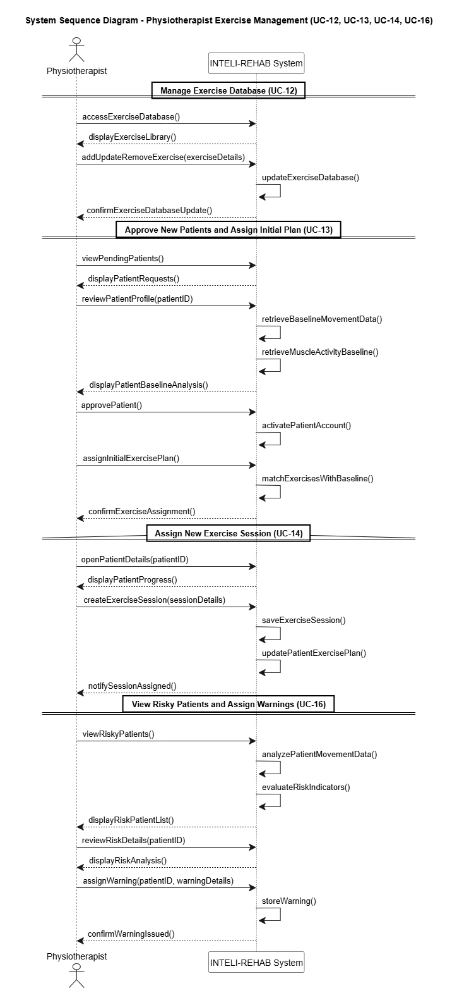 System Sequence Diagram - Physiotherapist Exercise Management (UC-12, UC-13, UC-14, UC-16)
Physiotherapist
INTELI-REHAB System
Manage Exercise Database (UC-12)
accessExerciseDatabase()
displayExerciseLibrary()
addUpdateRemoveExercise(exerciseDetails)
updateExerciseDatabase()
confirmExerciseDatabaseUpdate()
Approve New Patients and Assign Initial Plan (UC-13)
viewPendingPatients()
displayPatientRequests()
reviewPatientProfile(patientID)
retrieveBaselineMovementData()
retrieveMuscleActivityBaseline()
displayPatientBaselineAnalysis()
approvePatient()
activatePatientAccount()
assignInitialExercisePlan()
matchExercisesWithBaseline()
confirmExerciseAssignment()
Assign New Exercise Session (UC-14)
openPatientDetails(patientID)
displayPatientProgress()
createExerciseSession(sessionDetails)
saveExerciseSession()
updatePatientExercisePlan()
notifySessionAssigned()
View Risky Patients and Assign Warnings (UC-16)
viewRiskyPatients()
analyzePatientMovementData()
evaluateRiskIndicators()
displayRiskPatientList()
reviewRiskDetails(patientID)
displayRiskAnalysis()
assignWarning(patientID, warningDetails)
storeWarning()
confirmWarningIssued()
Physiotherapist
INTELI-REHAB System